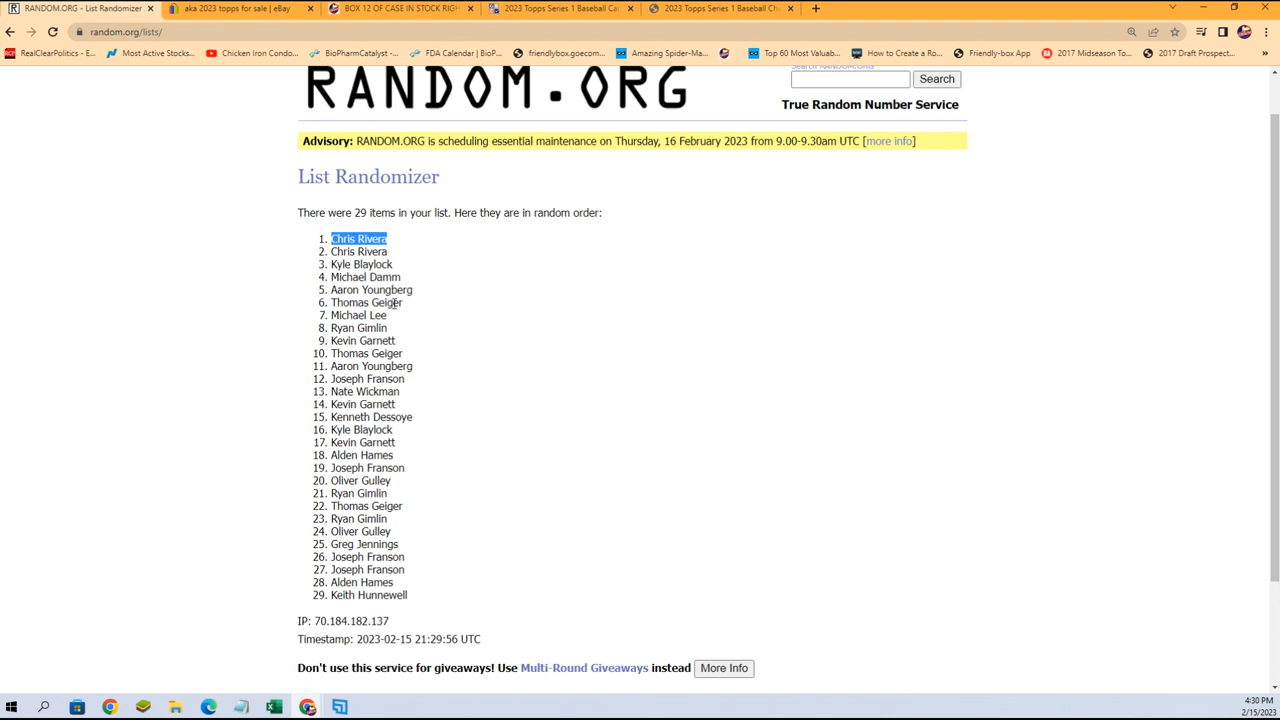 RANDOM.ORG - List Randomizer
aka 2023 topps for sale | eBay
BOX 12 OF CASE IN STOCK RIGH
2023 Topps Series 1 Baseball Car
2023 Topps Series 1 Baseball Che
random.org/lists/
RealClearPolitics - E...
Most Active Stocks...
Chicken Iron Condo...
BioPharmCatalyst -...
FDA Calendar | BioP...
friendlybox.goecom...
Amazing Spider-Ma...
Top 60 Most Valuab...
How to Create a Ro...
Friendly-box App
2017 Midseason To...
2017 Draft Prospect...
RANDOM.ORG
Search RANDOM.ORG
Search
True Random Number Service
Advisory: RANDOM.ORG is scheduling essential maintenance on Thursday, 16 February 2023 from 9.00-9.30am UTC [more info]
List Randomizer
There were 29 items in your list. Here they are in random order:
1. Chris Rivera
2. Chris Rivera
3. Kyle Blaylock
4. Michael Damm
5. Aaron Youngberg
6. Thomas Geiger
7. Michael Lee
8. Ryan Gimlin
9. Kevin Garnett
10. Thomas Geiger
11. Aaron Youngberg
12. Joseph Franson
13. Nate Wickman
14. Kevin Garnett
15. Kenneth Dessoye
16. Kyle Blaylock
17. Kevin Garnett
18. Alden Hames
19. Joseph Franson
20. Oliver Gulley
21. Ryan Gimlin
22. Thomas Geiger
23. Ryan Gimlin
24. Oliver Gulley
25. Greg Jennings
26. Joseph Franson
27. Joseph Franson
28. Alden Hames
29. Keith Hunnewell
IP: 70.184.182.137
Timestamp: 2023-02-15 21:29:56 UTC
Don't use this service for giveaways! Use Multi-Round Giveaways instead
More Info
4:30 PM
2/15/2023